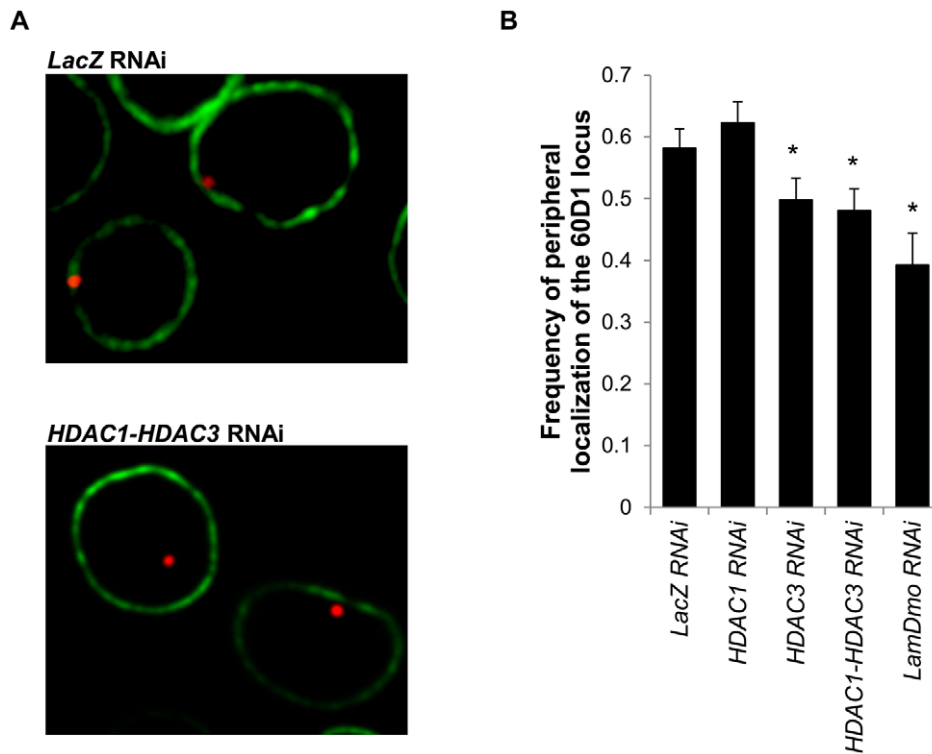 A
LacZ RNAi
HDAC1-HDAC3 RNAi
B
Frequency of peripheral
localization of the 60D1 locus
0.7
0.6
0.5
0.4
0.3
0.2
0.1
0
*
*
*
LacZ RNAi
HDAC1 RNAi
HDAC3 RNAi
HDAC1-HDAC3 RNAi
LamDmo RNAi